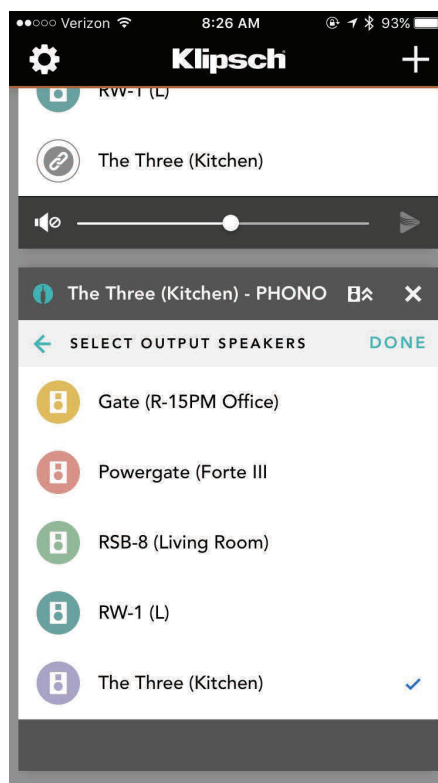 Verizon 8:26 AM 93%
Klipsch
RW-1 (L)
The Three (Kitchen)
The Three (Kitchen) - PHONO
SELECT OUTPUT SPEAKERS DONE
Gate (R-15PM Office)
Powergate (Forte III
RSB-8 (Living Room)
RW-1 (L)
The Three (Kitchen)